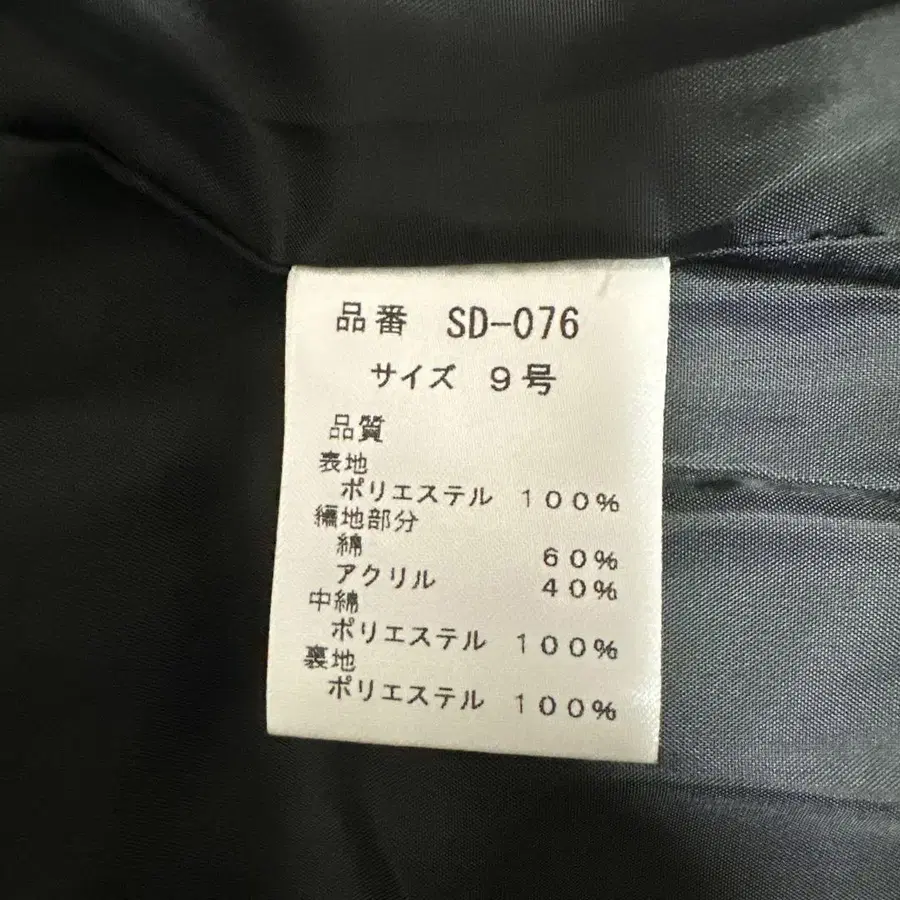 品番 SD-076
サイズ 9号
品質
表地
ポリエステル 100%
編地部分
綿 60%
アクリル 40%
中綿
ポリエステル 100%
裏地
ポリエステル 100%